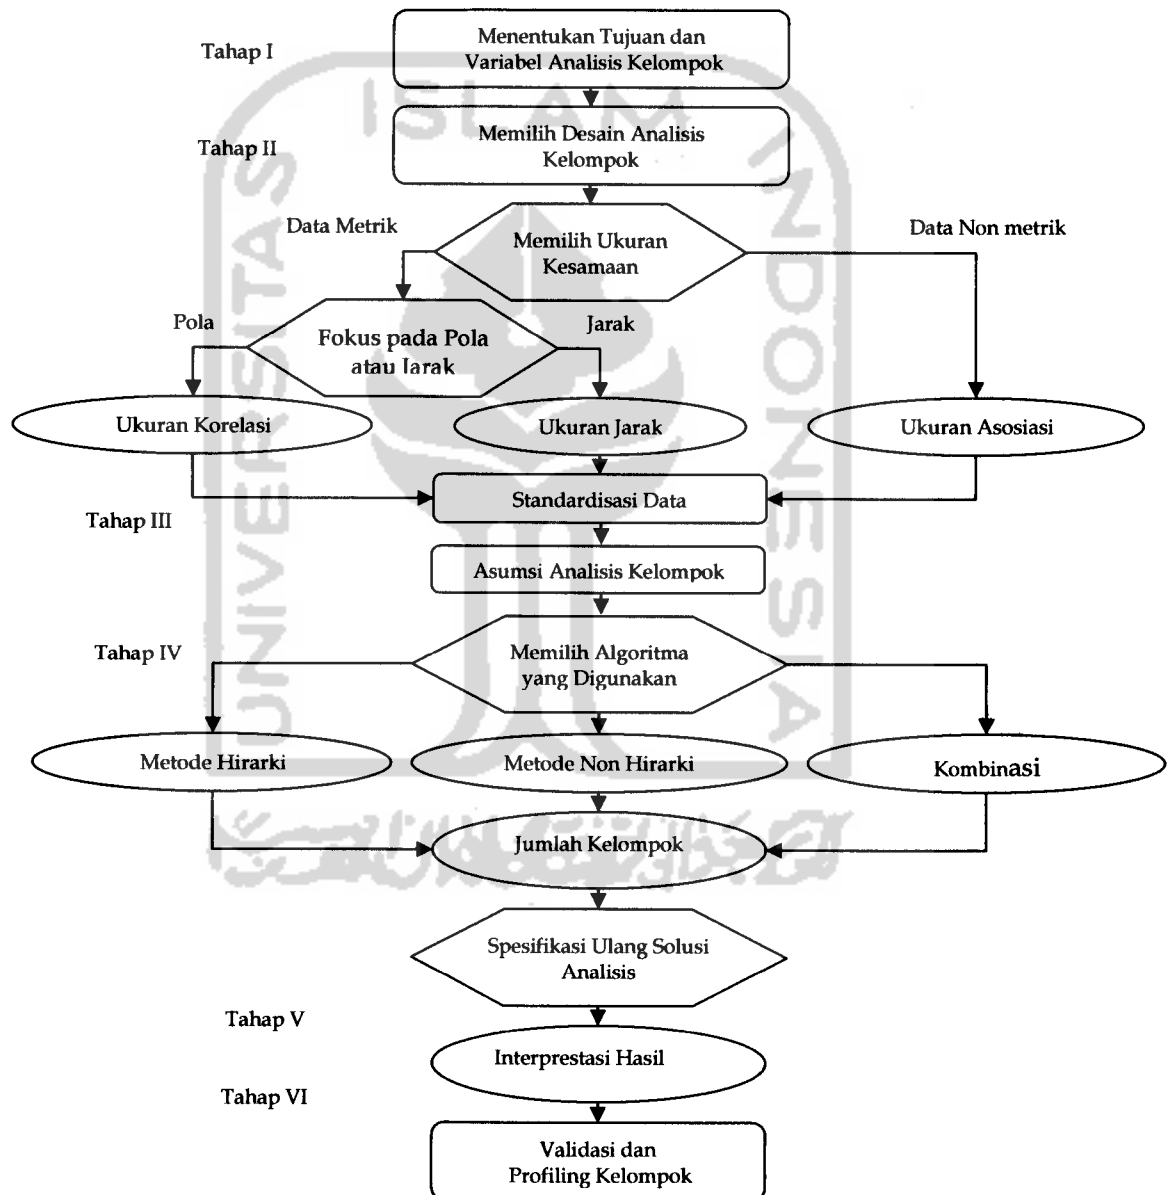 Tahap I
Menentukan Tujuan dan
Variabel Analisis Kelompok
Tahap II
Memilih Desain Analisis
Kelompok
Data Metrik
Memilih Ukuran
Kesamaan
Data Non metrik
Pola
Fokus pada Pola
atau Jarak
Jarak
Ukuran Korelasi
Ukuran Jarak
Ukuran Asosiasi
Standardisasi Data
Tahap III
Asumsi Analisis Kelompok
Tahap IV
Memilih Algoritma
yang Digunakan
Metode Hirarki
Metode Non Hirarki
Kombinasi
Jumlah Kelompok
Spesifikasi Ulang Solusi
Analisis
Tahap V
Interprestasi Hasil
Tahap VI
Validasi dan
Profiling Kelompok
UNIVERSITAS
ISLAM
INDONESIA